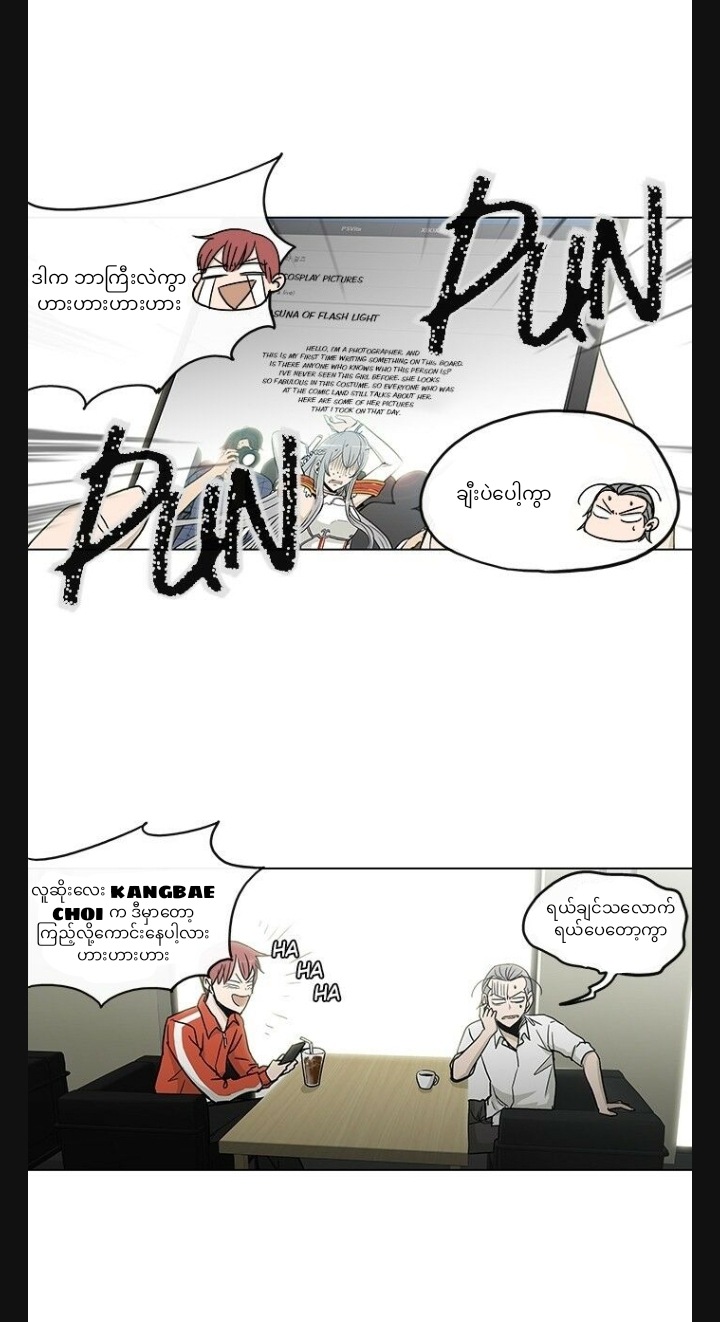 PUN
ဒါက ဘာကြီးလဲကွာ
ဟားဟားဟားဟား
COSPLAY PICTURES
SUNA OF FLASH LIGHT
HELLO, I'M A PHOTOGRAPHER, AND
THIS IS MY FIRST TIME WRITING SOMETHING ON THIS BOARD.
IS THERE ANYONE WHO KNOWS WHO THIS PERSON IS?
I'VE NEVER SEEN THIS GIRL BEFORE. SHE LOOKS
SO FABULOUS IN THIS COSTUME. SO EVERYONE WHO WAS
AT THE COMIC LAND STILL TALKS ABOUT HER.
HERE ARE SOME OF HER PICTURES
THAT I TOOK ON THAT DAY.
ချီးပဲပေါ့ကွာ
PUN
လူဆိုးလေး KANGBAE
CHOI က ဒီမှာတော့
ကြည့်လို့ကောင်းနေပါ့လား
ဟားဟားဟား
ရယ်ချင်သလောက်
ရယ်ပေတော့ကွာ
HA
HA
HA